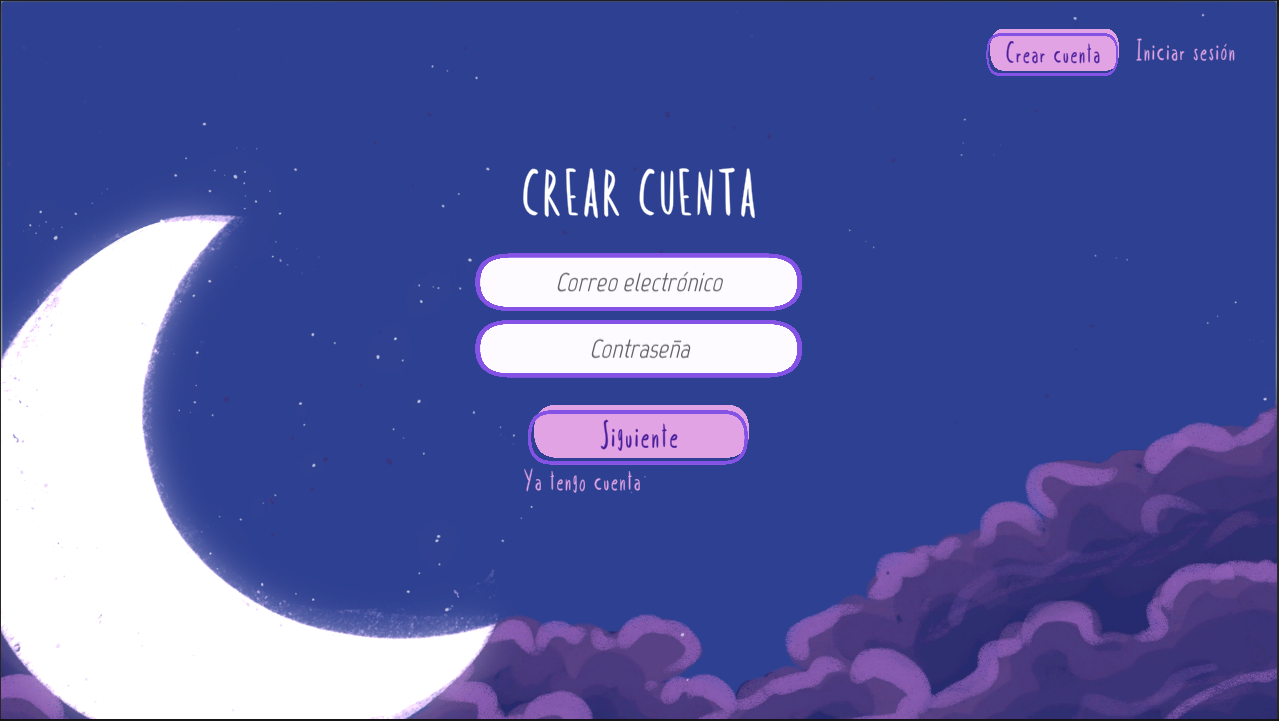 Crear cuenta Iniciar sesión
CREAR CUENTA
Correo electrónico
Contraseña
Siguiente
Ya tengo cuenta